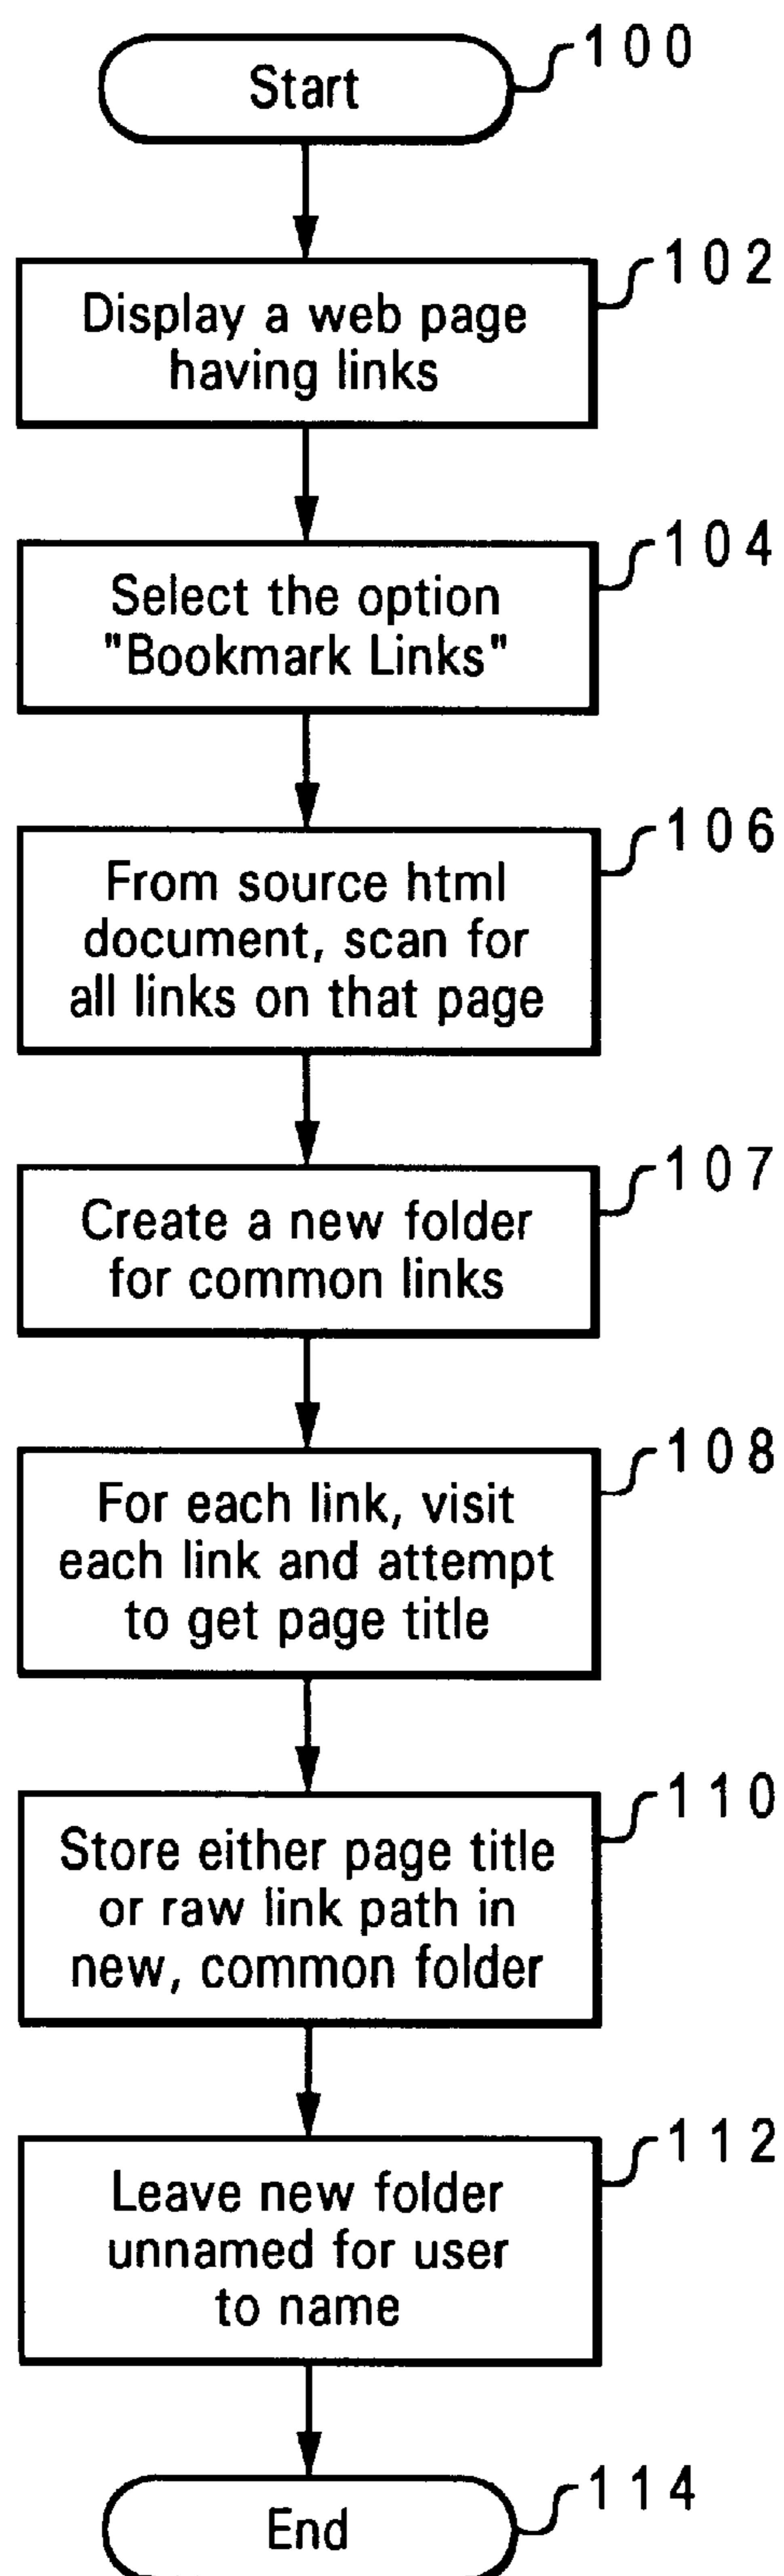 Start
100
Display a web page
having links
102
Select the option
"Bookmark Links"
104
From source html
document, scan for
all links on that page
106
Create a new folder
for common links
107
For each link, visit
each link and attempt
to get page title
108
Store either page title
or raw link path in
new, common folder
110
Leave new folder
unnamed for user
to name
112
End
114